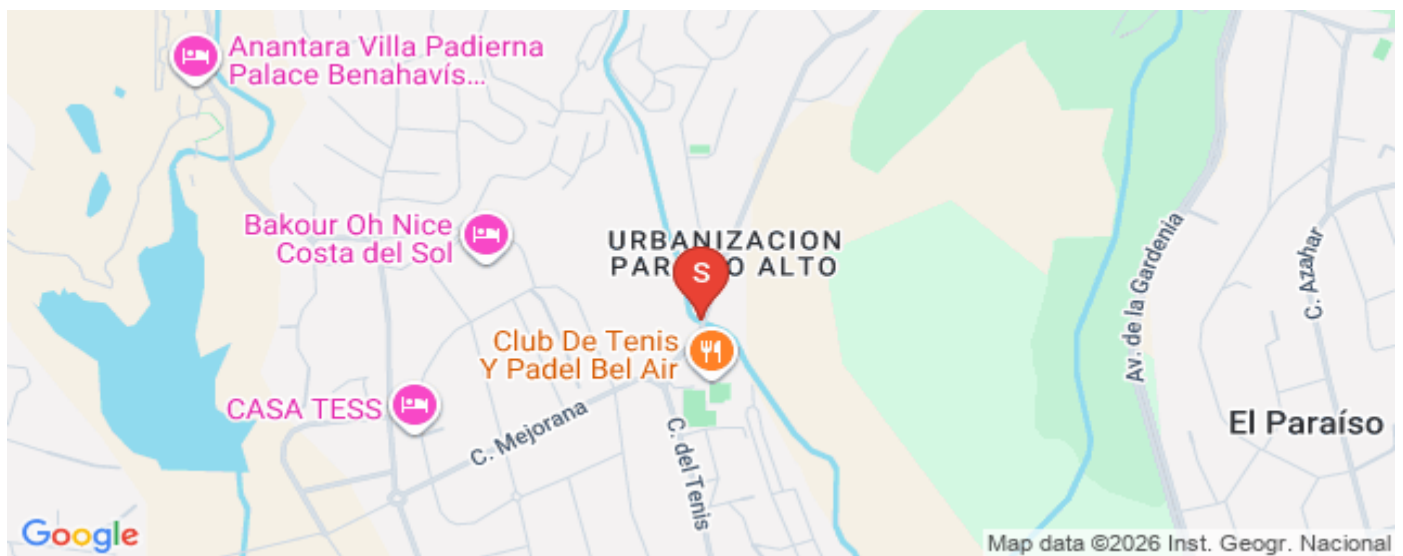 Anantara Villa Padierna
Palace Benahavís...
Bakour Oh Nice
Costa del Sol
URBANIZACION
PAR O ALTO
S
Club De Tenis
Y Padel Bel Air
CASA TESS
C. Mejorana
C. del Tenis
Av. de la Gardenia
C. Azahar
El Paraíso
Google
Map data ©2026 Inst. Geogr. Nacional